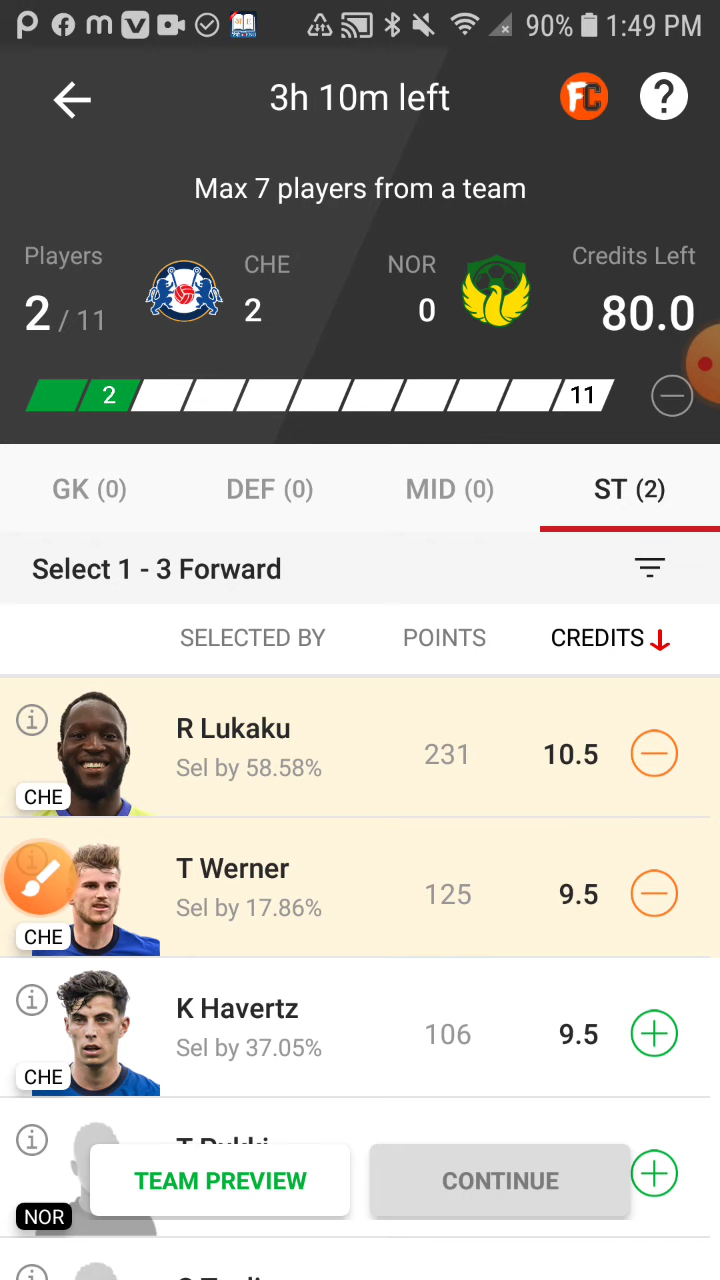 90% 1:49 PM
3h 10m left
FC
?
Max 7 players from a team
Players
CHE
NOR
Credits Left
2 / 11
2
0
80.0
2
11
GK (0)
DEF (0)
MID (0)
ST (2)
Select 1 - 3 Forward
SELECTED BY
POINTS
CREDITS
R Lukaku
Sel by 58.58%
231
10.5
CHE
T Werner
Sel by 17.86%
125
9.5
CHE
K Havertz
Sel by 37.05%
106
9.5
CHE
TEAM PREVIEW
CONTINUE
NOR